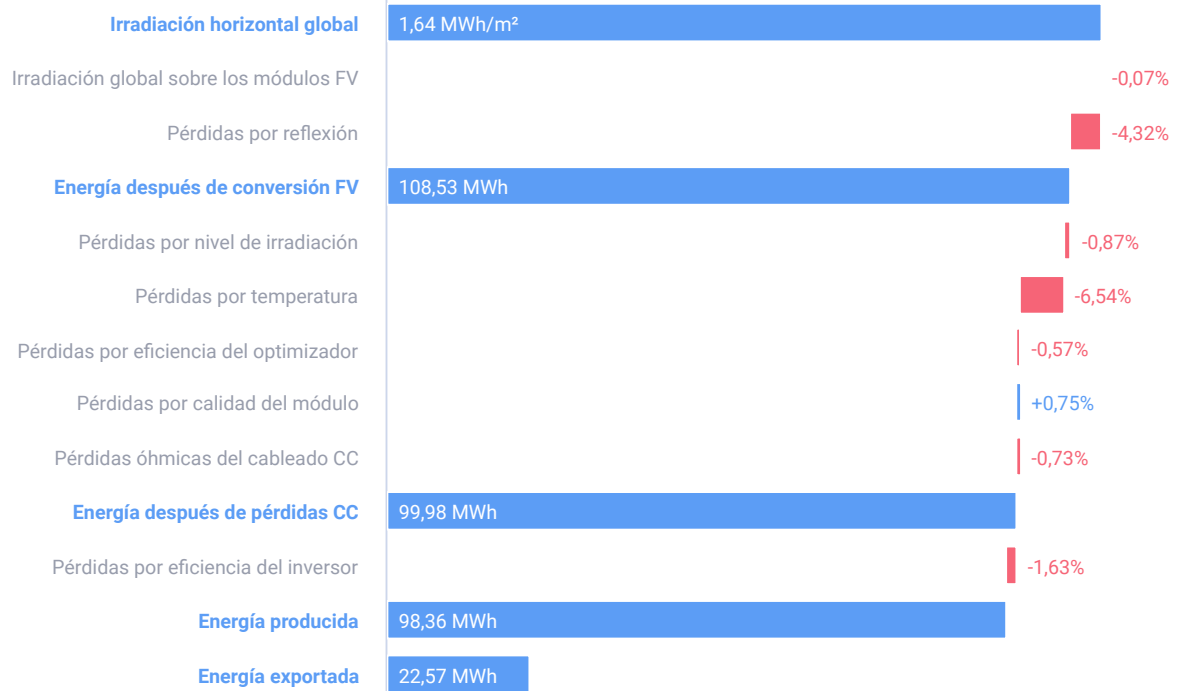 Irradiación horizontal global 1,64 MWh/m²
Irradiación global sobre los módulos FV -0,07%
Pérdidas por reflexión -4,32%
Energía después de conversión FV 108,53 MWh
Pérdidas por nivel de irradiación -0,87%
Pérdidas por temperatura -6,54%
Pérdidas por eficiencia del optimizador -0,57%
Pérdidas por calidad del módulo +0,75%
Pérdidas óhmicas del cableado CC -0,73%
Energía después de pérdidas CC 99,98 MWh
Pérdidas por eficiencia del inversor -1,63%
Energía producida 98,36 MWh
Energía exportada 22,57 MWh